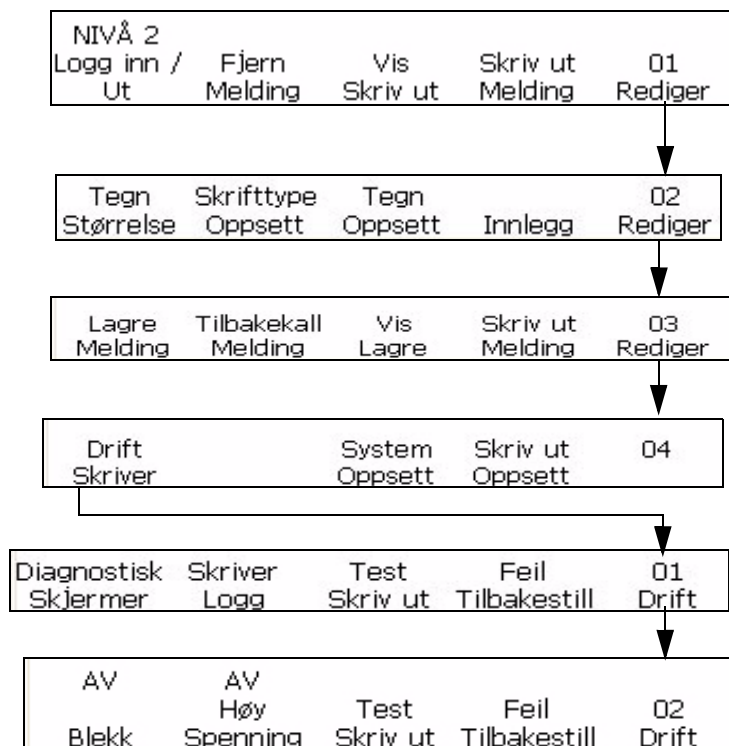 NIVÅ 2
Logg inn / Fjern Vis Skriv ut 01
Ut Melding Skriv ut Melding Rediger
Tegn Skrifttype Tegn 02
Størrelse Oppsett Oppsett Innlegg Rediger
Lagre Tilbakekall Vis Skriv ut 03
Melding Melding Lagre Melding Rediger
Drift System Skriv ut 04
Skriver Oppsett Oppsett
Diagnostisk Skriver Test Feil 01
Skjermer Logg Skriv ut Tilbakestill Drift
AV AV
Høy Test Feil 02
Blekk Spenning Skriv ut Tilbakestill Drift